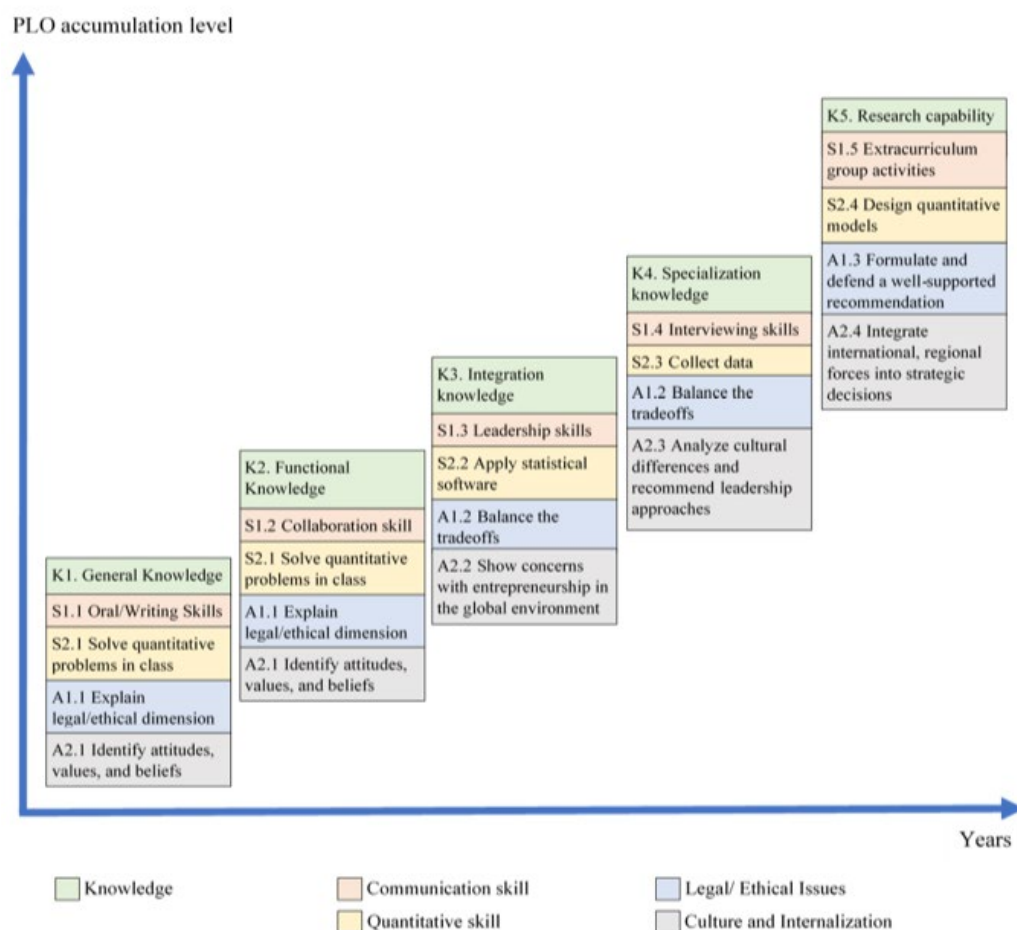 PLO accumulation level
K5. Research capability
S1.5 Extracurriculum
group activities
S2.4 Design quantitative
models
A1.3 Formulate and
defend a well-supported
recommendation
A2.4 Integrate
international, regional
forces into strategic
decisions
K4. Specialization
knowledge
S1.4 Interviewing skills
S2.3 Collect data
A1.2 Balance the
tradeoffs
A2.3 Analyze cultural
differences and
recommend leadership
approaches
K3. Integration
knowledge
S1.3 Leadership skills
S2.2 Apply statistical
software
A1.2 Balance the
tradeoffs
A2.2 Show concerns
with entrepreneurship in
the global environment
K2. Functional
Knowledge
S1.2 Collaboration skill
S2.1 Solve quantitative
problems in class
A1.1 Explain
legal/ethical dimension
A2.1 Identify attitudes,
values, and beliefs
K1. General Knowledge
S1.1 Oral/Writing Skills
S2.1 Solve quantitative
problems in class
A1.1 Explain
legal/ethical dimension
A2.1 Identify attitudes,
values, and beliefs
Years
Knowledge
Communication skill
Legal/ Ethical Issues
Quantitative skill
Culture and Internalization